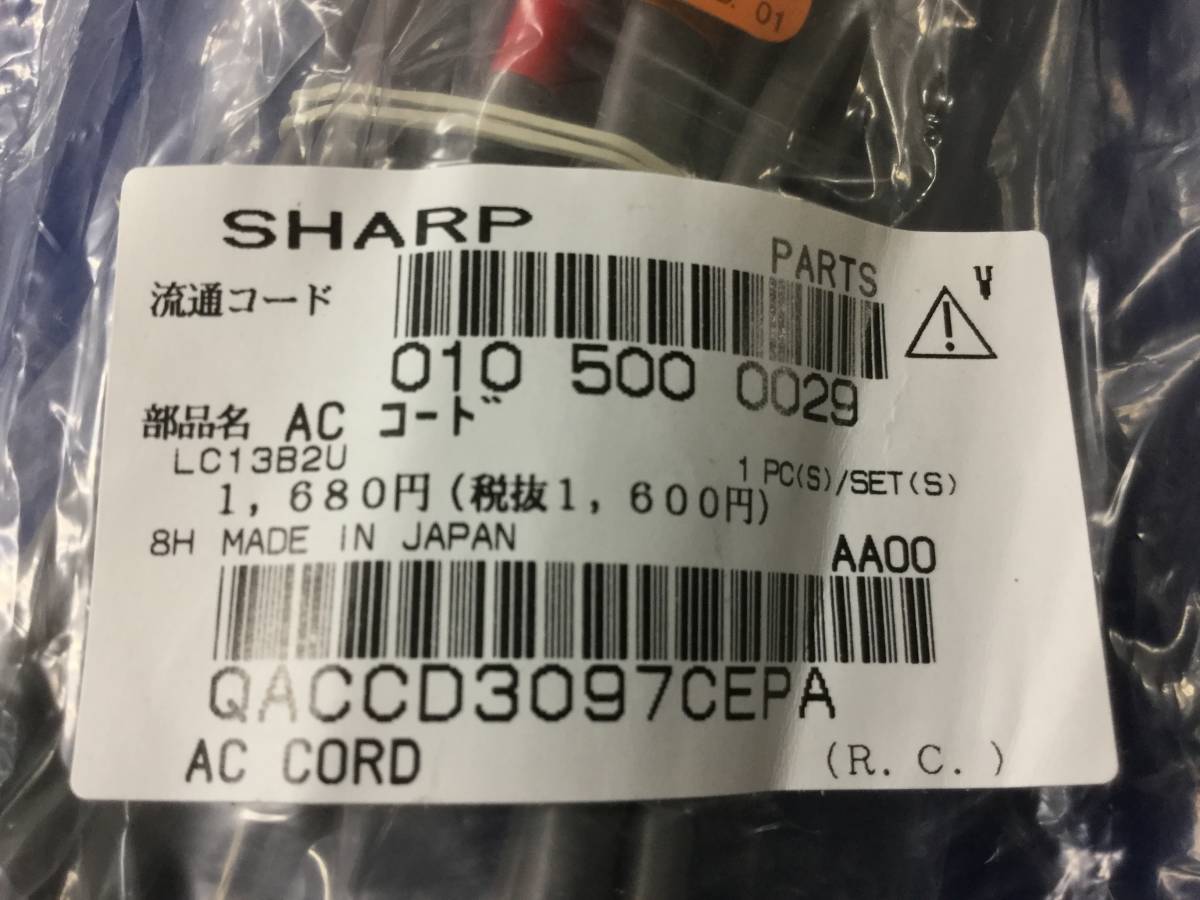 01
SHARP
PARTS
流通コード
V
010 500 0029
部品名 AC コード
LC13B2U
1 PC(S)/SET(S)
1,680円(税抜1,600円)
8H MADE IN JAPAN
AA00
QACCD3097CEPA
AC CORD
(R.C.)